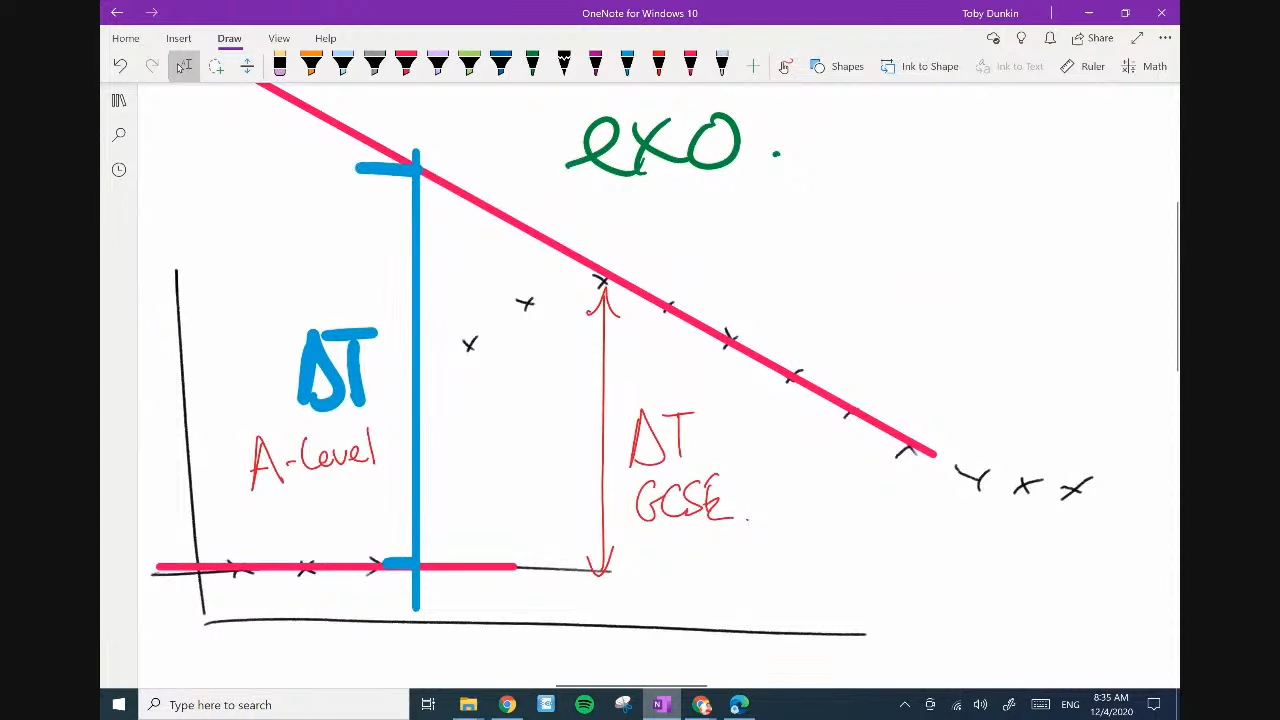 OneNote for Windows 10
Toby Dunkin
Home Insert Draw View Help
Share
Shapes Ink to Shape Ink to Text Ruler Math
exo.
ΔT
A-Level
ΔT
GCSE.
Type here to search
ENG
8:35 AM
12/4/2020